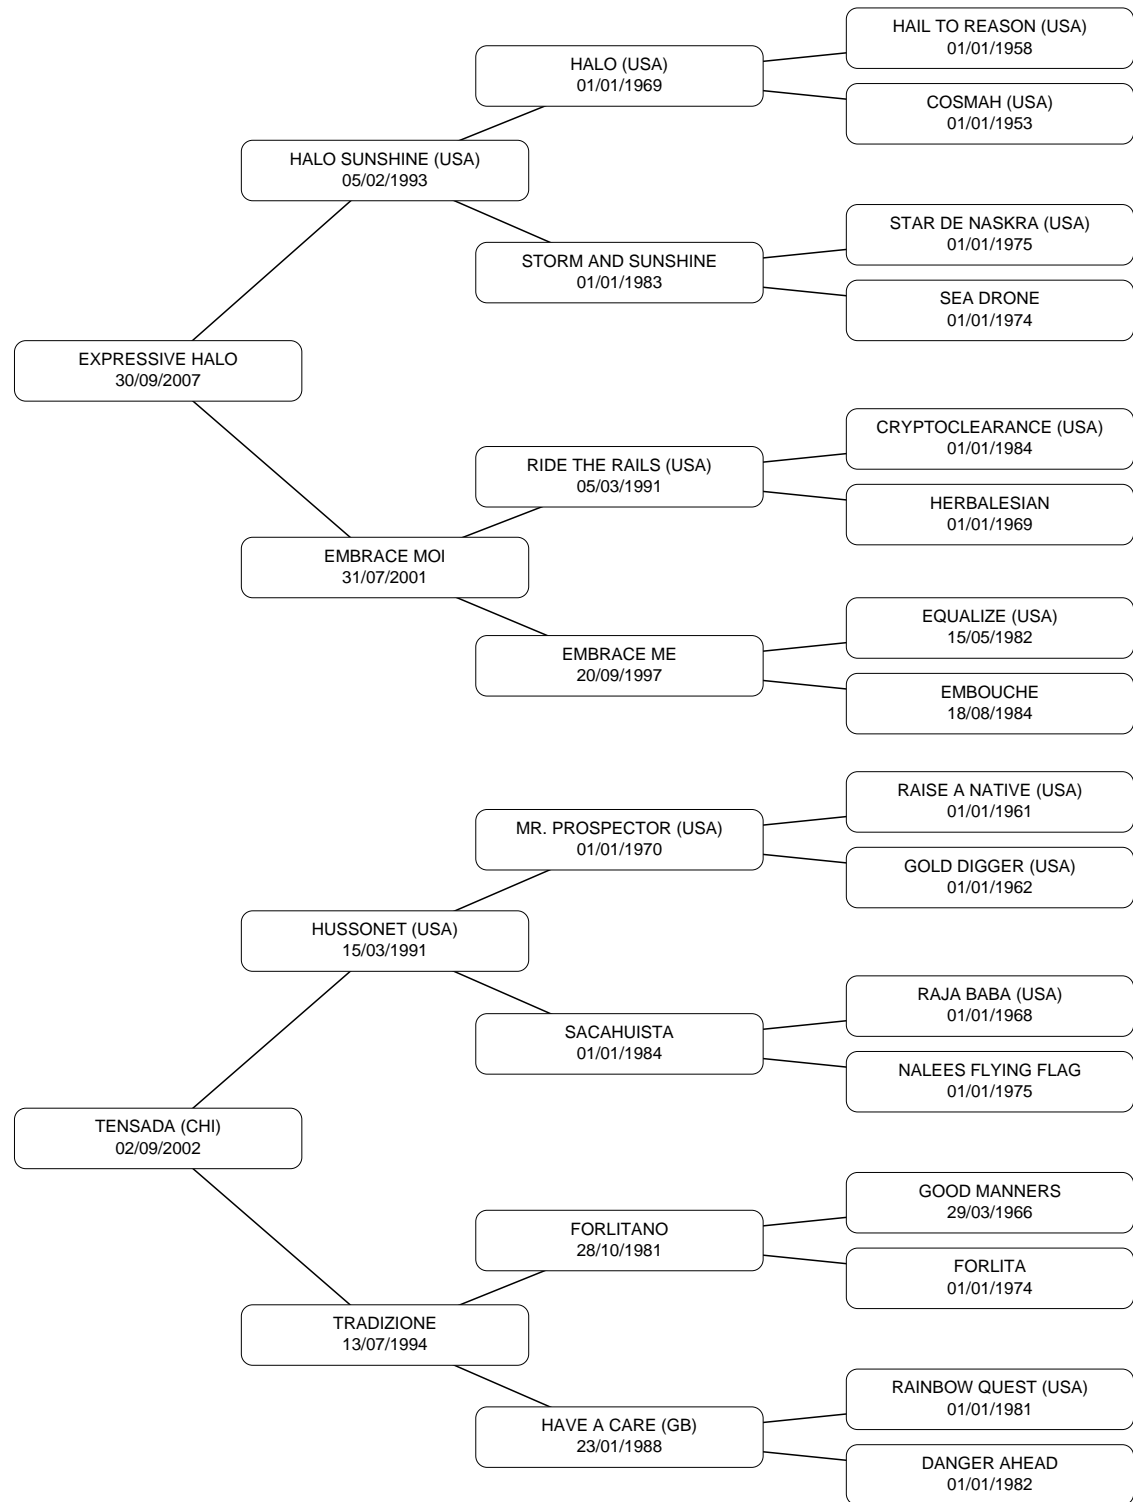 HAIL TO REASON (USA)
01/01/1958
HALO (USA)
01/01/1969
COSMAH (USA)
01/01/1953
HALO SUNSHINE (USA)
05/02/1993
STAR DE NASKRA (USA)
01/01/1975
STORM AND SUNSHINE
01/01/1983
SEA DRONE
01/01/1974
EXPRESSIVE HALO
30/09/2007
CRYPTOCLEARANCE (USA)
01/01/1984
RIDE THE RAILS (USA)
05/03/1991
HERBALESIAN
01/01/1969
EMBRACE MOI
31/07/2001
EQUALIZE (USA)
15/05/1982
EMBRACE ME
20/09/1997
EMBOUCHE
18/08/1984
RAISE A NATIVE (USA)
01/01/1961
MR. PROSPECTOR (USA)
01/01/1970
GOLD DIGGER (USA)
01/01/1962
HUSSONET (USA)
15/03/1991
RAJA BABA (USA)
01/01/1968
SACAHUISTA
01/01/1984
NALEES FLYING FLAG
01/01/1975
TENSADA (CHI)
02/09/2002
GOOD MANNERS
29/03/1966
FORLITANO
28/10/1981
FORLITA
01/01/1974
TRADIZIONE
13/07/1994
RAINBOW QUEST (USA)
01/01/1981
HAVE A CARE (GB)
23/01/1988
DANGER AHEAD
01/01/1982